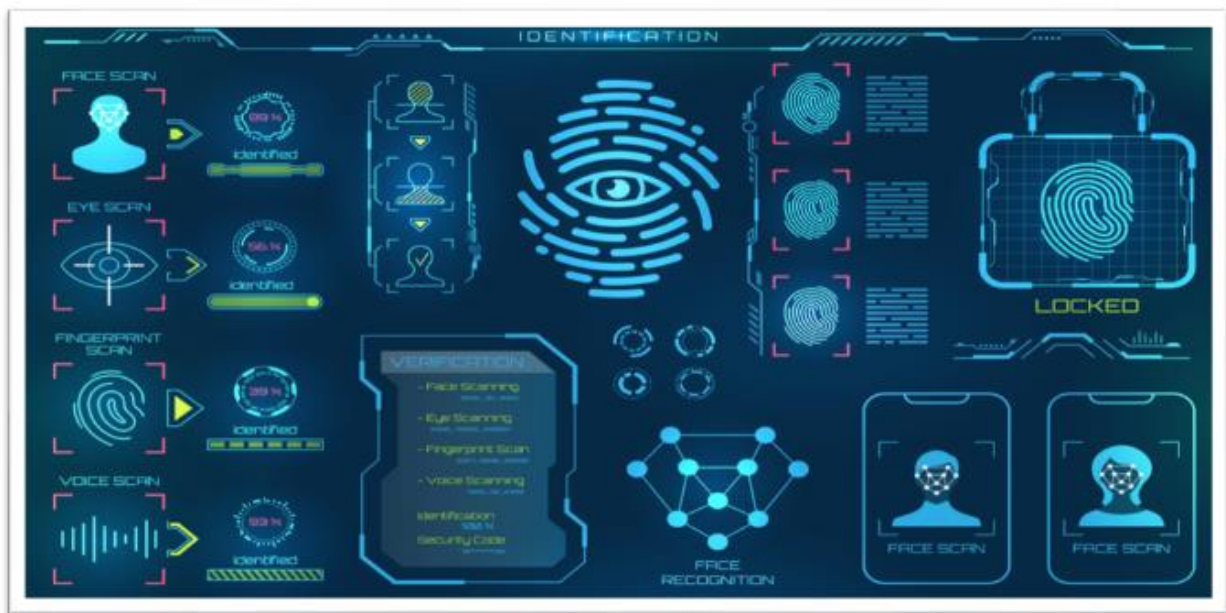 IDENTIFICATION
FACE SCAN
identified
EYE SCAN
identified
FINGERPRINT
SCAN
identified
VOICE SCAN
93 %
identified
VERIFICATION
- Face Scanning
- Eye Scanning
- Fingerprint Scan
- Voice Scanning
Identification
Security Code
FACE
RECOGNITION
LOCKED
FACE SCAN
FACE SCAN